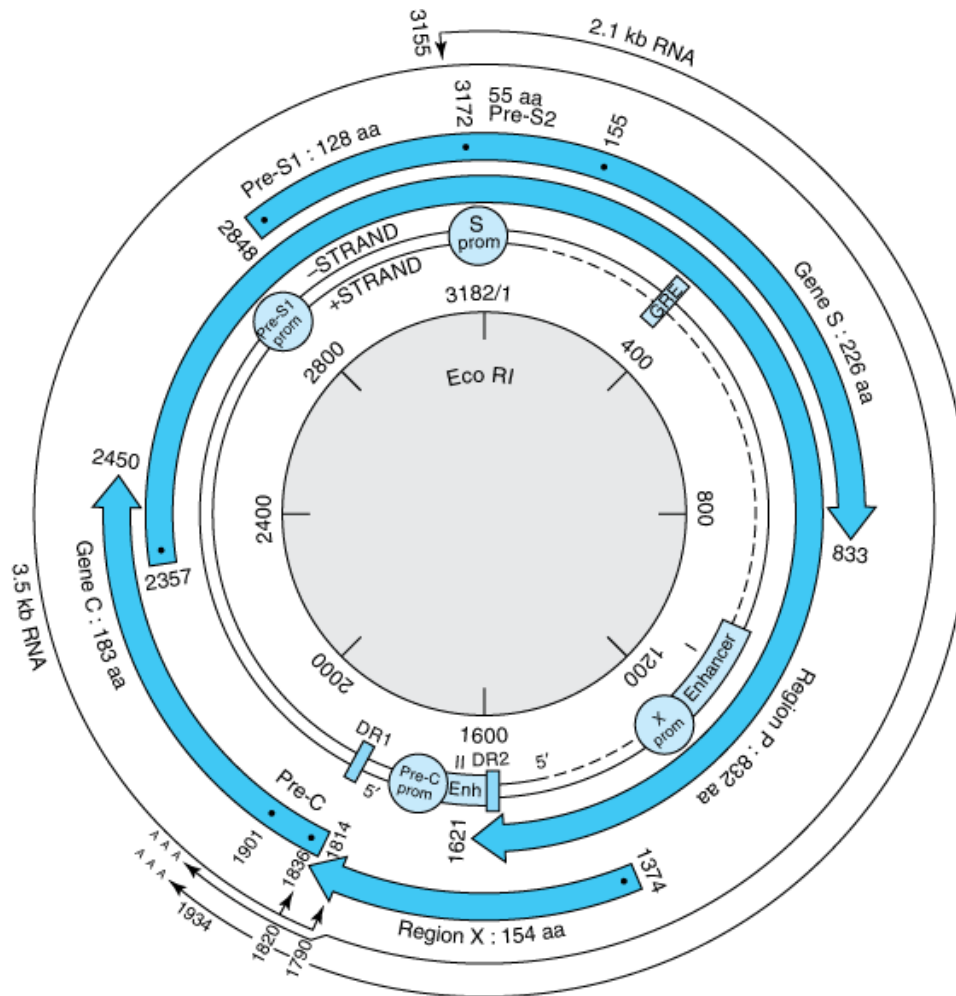 3155
2.1 kb RNA
3172
55 aa
Pre-S2
155
Pre-S1 : 128 aa
2848
–STRAND
+STRAND
S
prom
Pre-S1
prom
GRE
Gene S : 226 aa
3182/1
Eco RI
400
800
1200
1600
2000
2400
2800
2450
2357
Gene C : 183 aa
3.5 kb RNA
833
I
Enhancer
X
prom
Region P : 832 aa
DR1
5′
Pre-C
prom
II
Enh
DR2
5′
1621
1374
Region X : 154 aa
Pre-C
1901
1836
1814
A A A
A A A
1934
1820
1790